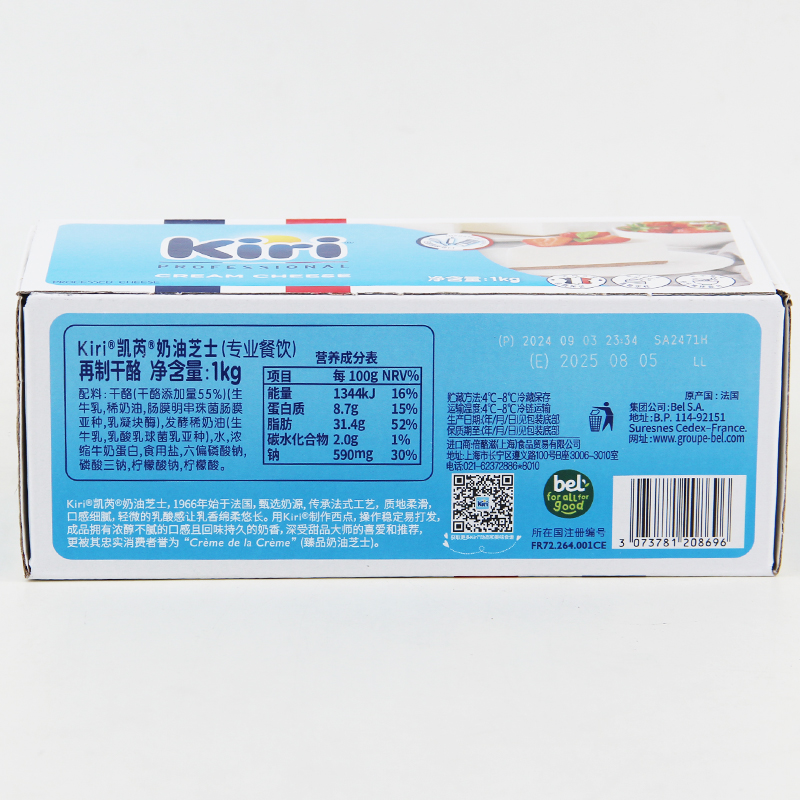 Kiri
PROFESSIONAL
CREAM CHEESE
净含量:1kg
PROCESSED CHEESE
Kiri®凯芮®奶油芝士(专业餐饮)
再制干酪 净含量:1kg
配料:干酪(干酪添加量55%)(生
牛乳,稀奶油,肠膜明串珠菌肠膜
亚种,乳凝块酶),发酵稀奶油(生
牛乳,乳酸乳球菌乳亚种),水,浓
缩牛奶蛋白,食用盐,六偏磷酸钠,
磷酸三钠,柠檬酸钠,柠檬酸。
营养成分表
项目 每 100g NRV%
能量 1344kJ 16%
蛋白质 8.7g 15%
脂肪 31.4g 52%
碳水化合物 2.0g 1%
钠 590mg 30%
Kiri®凯芮®奶油芝士,1966年始于法国,甄选奶源,传承法式工艺,质地柔滑,
口感细腻,轻微的乳酸感让乳香绵柔悠长。用Kiri®制作西点,操作稳定易打发,
成品拥有浓醇不腻的口感且回味持久的奶香,深受甜品大师的喜爱和推荐,
更被其忠实消费者誉为“Crème de la Crème”(臻品奶油芝士)。
(P) 2024 09 03 23:34 SA2471H
(E) 2025 08 05 LL
贮藏方法:4℃-8℃冷藏保存
运输温度:4℃-8℃冷链运输
生产日期(年/月/日)见包装底部
保质期至(年/月/日)见包装底部
进口商:倍酪滋(上海)食品贸易有限公司
地址:上海市长宁区遵义路100号B座3006-3010室
电话:021-62372886*8010
原产国:法国
集团公司:Bel S.A.
地址:B.P. 114-92151
Suresnes Cedex-France.
网址:www.groupe-bel.com
Kiri
bel
for all for
good
所在国注册编号
FR72.264.001CE
3 073781 208696